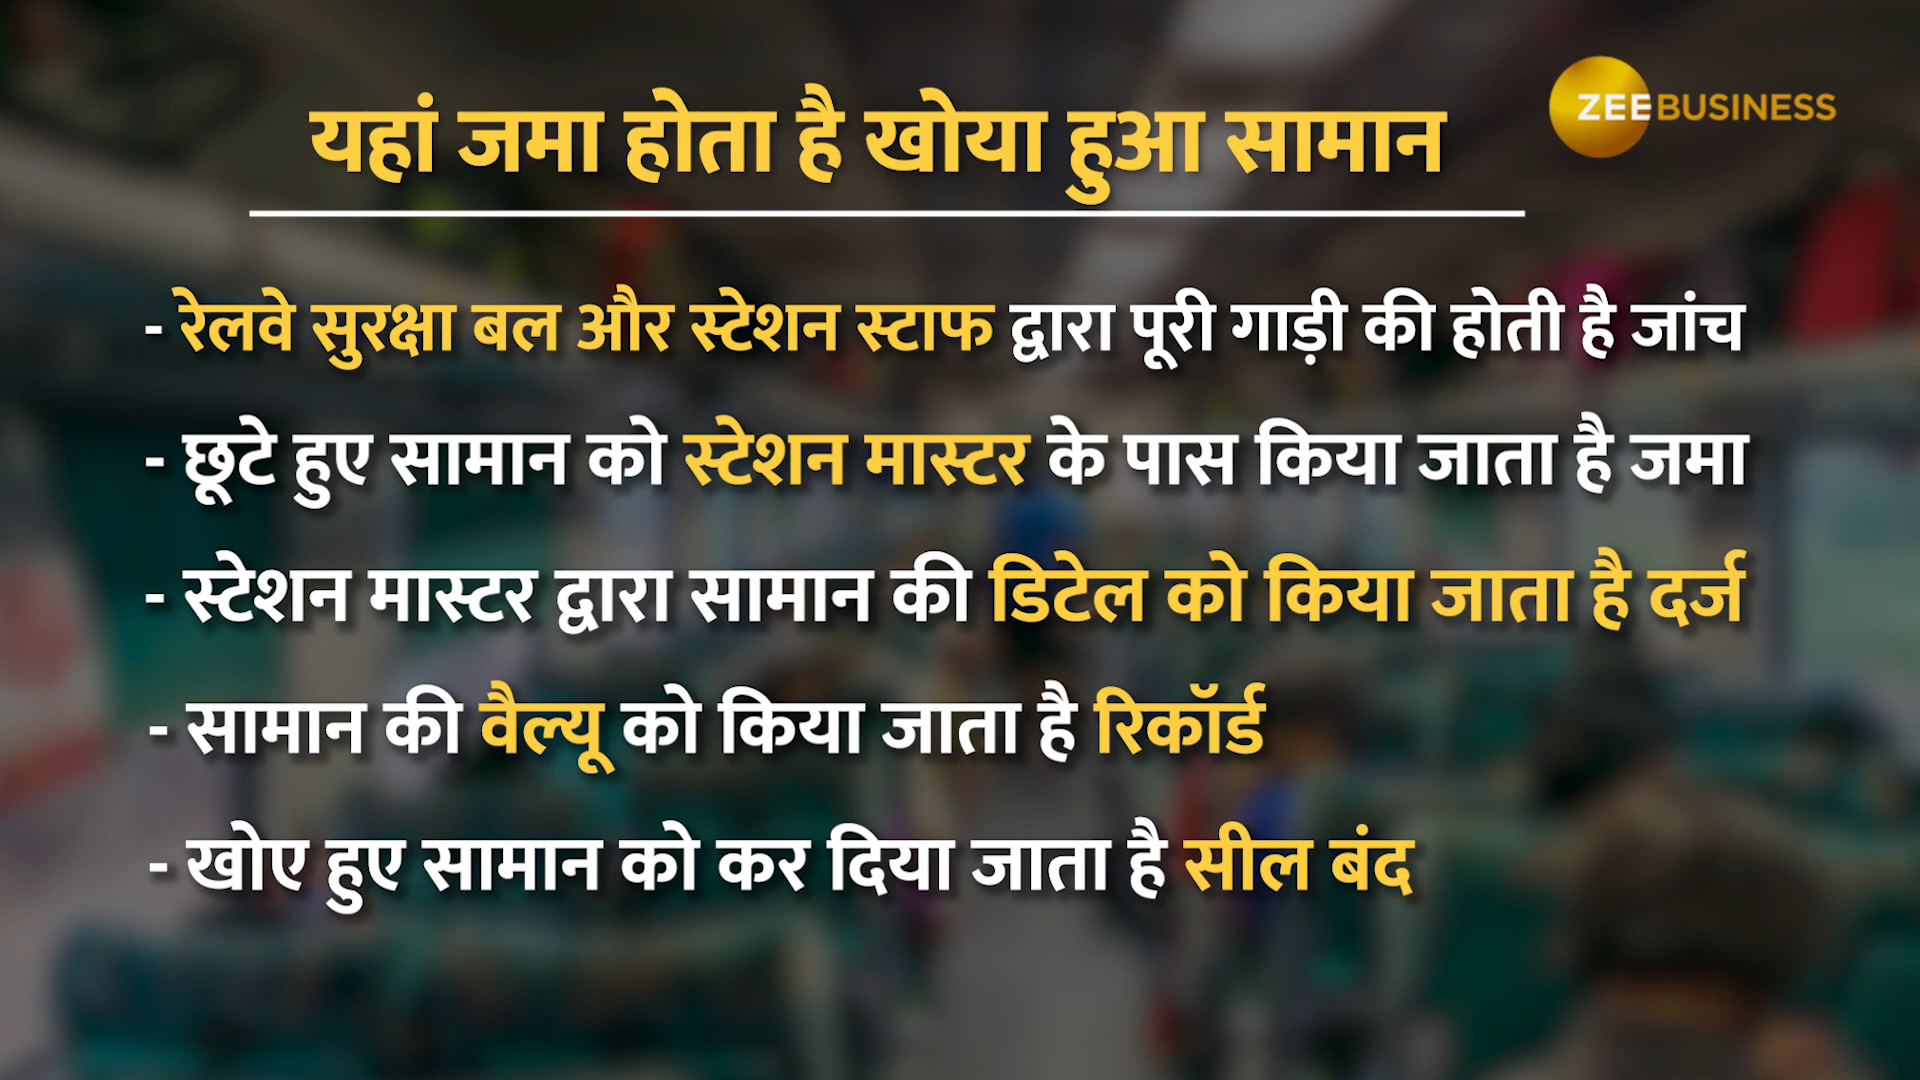 यहां जमा होता है खोया हुआ सामान
ZEEBUSINESS
- रेलवे सुरक्षा बल और स्टेशन स्टाफ द्वारा पूरी गाड़ी की होती है जांच
- छूटे हुए सामान को स्टेशन मास्टर के पास किया जाता है जमा
- स्टेशन मास्टर द्वारा सामान की डिटेल को किया जाता है दर्ज
- सामान की वैल्यू को किया जाता है रिकॉर्ड
- खोए हुए सामान को कर दिया जाता है सील बंद